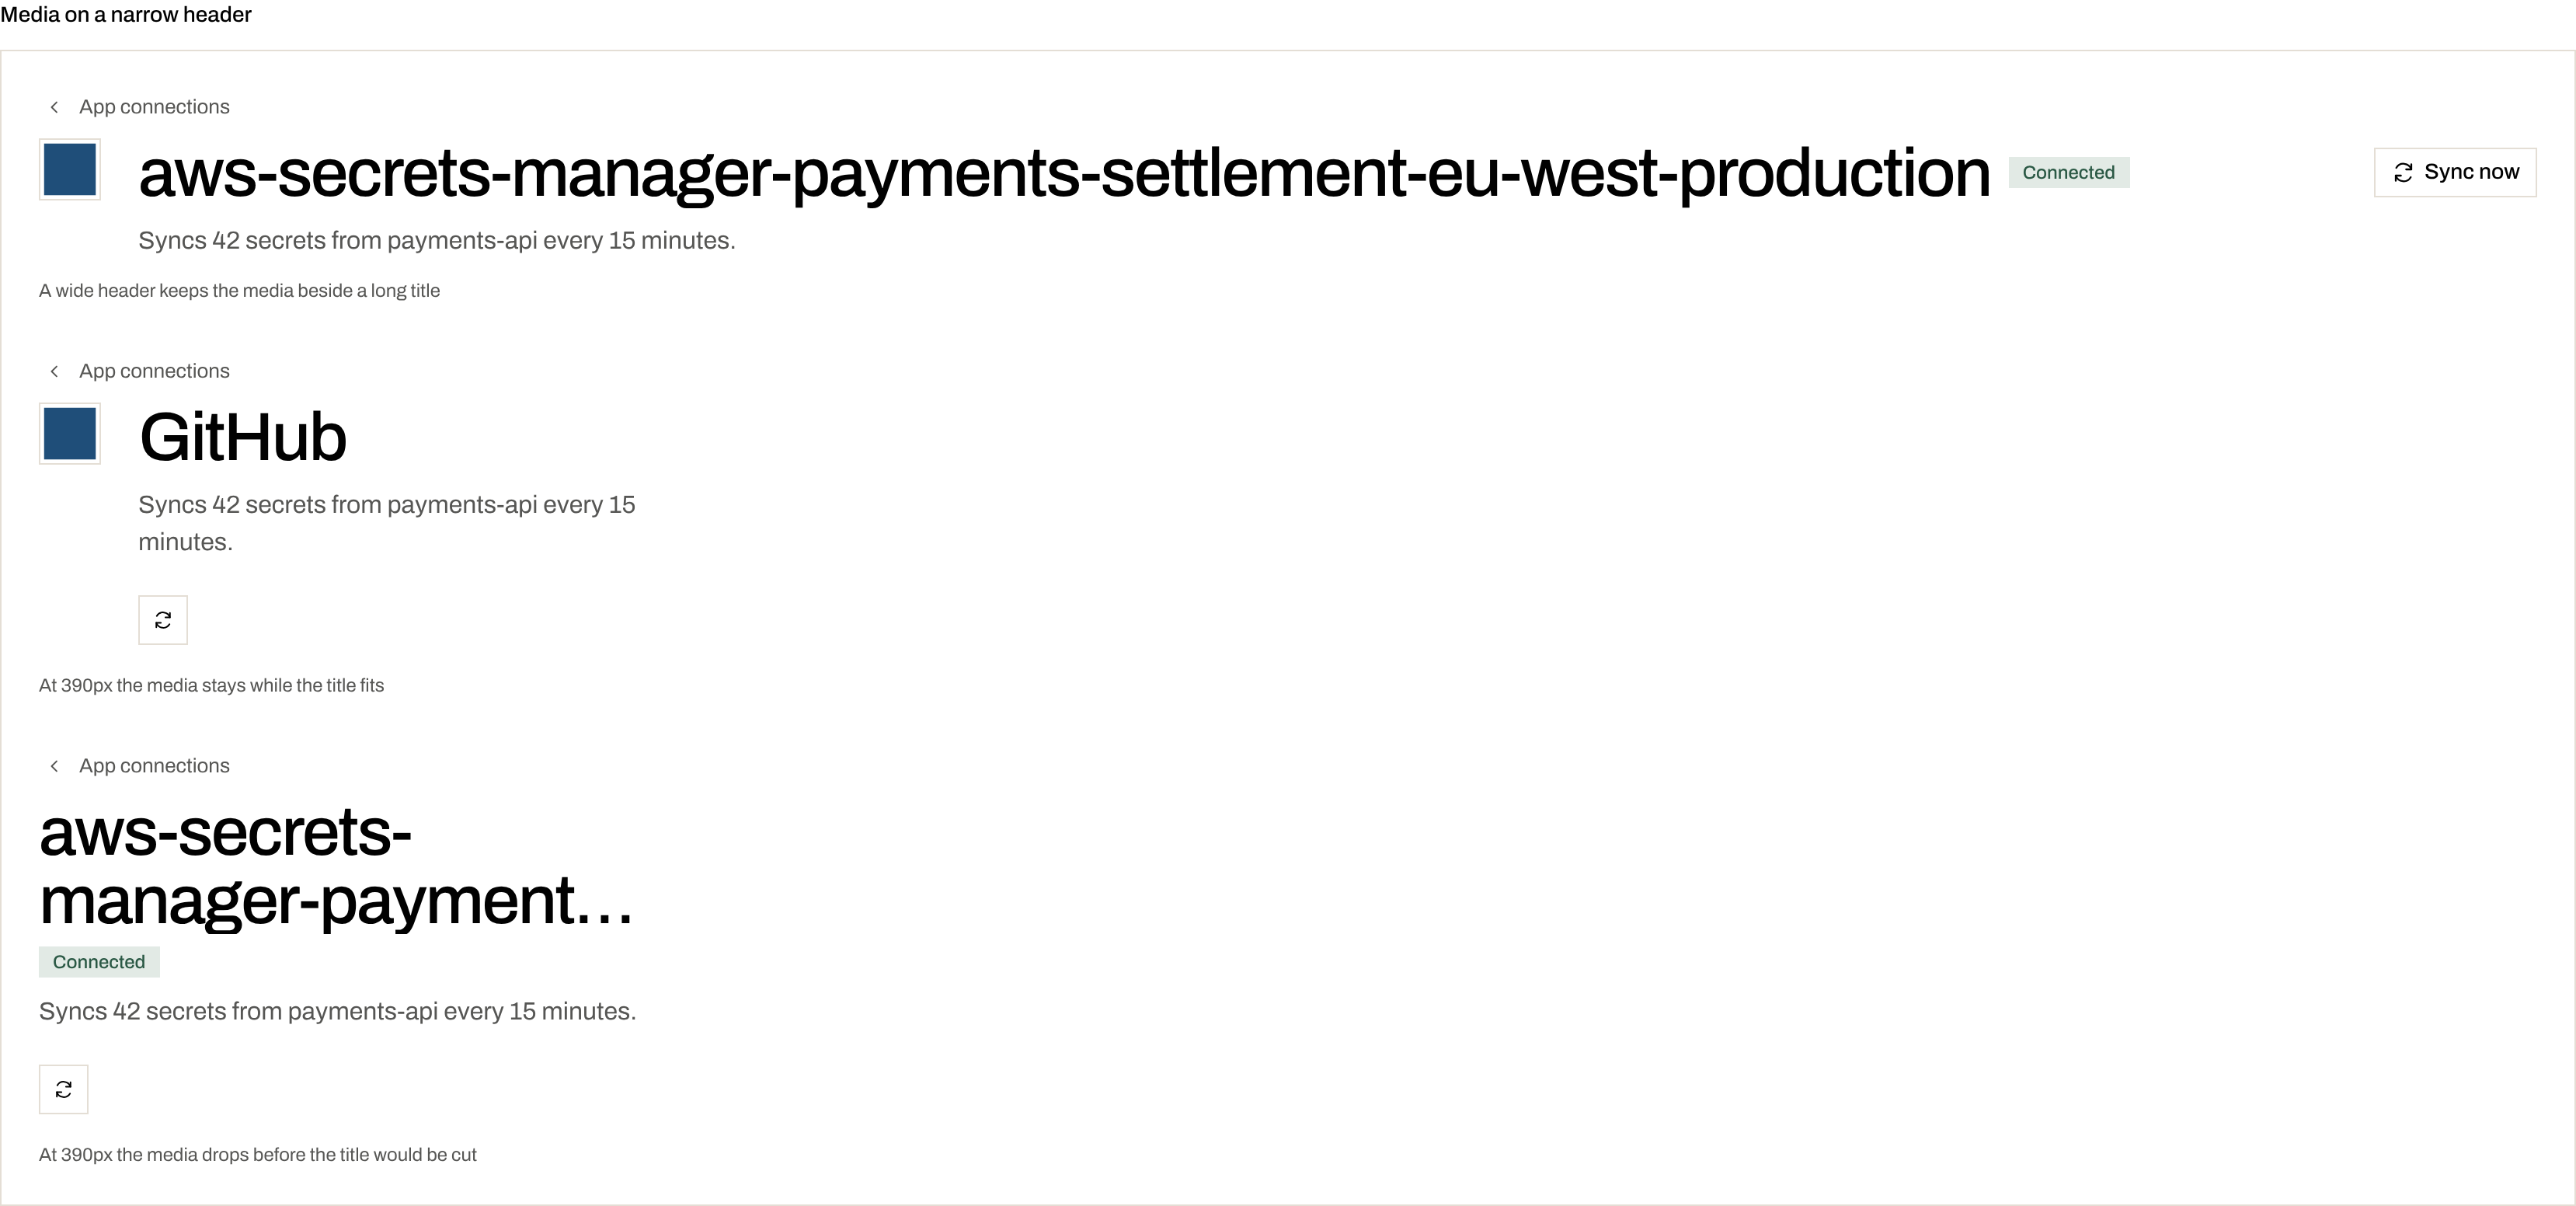 Media on a narrow header
App connections
aws-secrets-manager-payments-settlement-eu-west-production Connected Sync now
Syncs 42 secrets from payments-api every 15 minutes.
A wide header keeps the media beside a long title
App connections
GitHub
Syncs 42 secrets from payments-api every 15
minutes.
At 390px the media stays while the title fits
App connections
aws-secrets-
manager-payment…
Connected
Syncs 42 secrets from payments-api every 15 minutes.
At 390px the media drops before the title would be cut